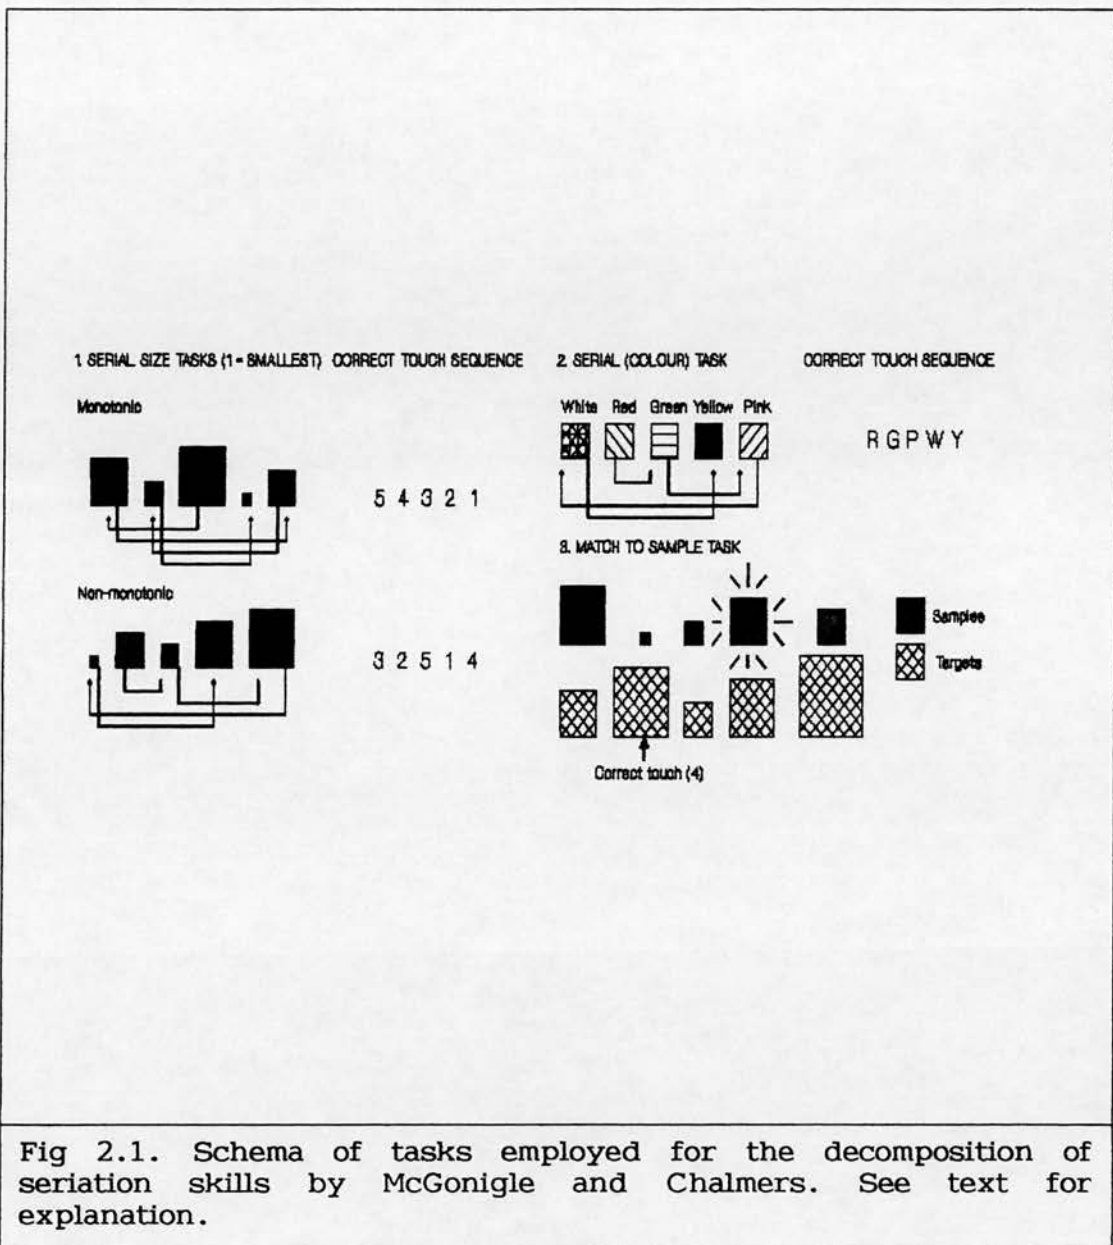 1. SERIAL SIZE TASKS (1 = SMALLEST) CORRECT TOUCH SEQUENCE
Monotonic
5 4 3 2 1
Non-monotonic
3 2 5 1 4
2. SERIAL (COLOUR) TASK CORRECT TOUCH SEQUENCE
White Red Green Yellow Pink
R G P W Y
3. MATCH TO SAMPLE TASK
Samples
Targets
Correct touch (4)
Fig 2.1. Schema of tasks employed for the decomposition of
seriation skills by McGonigle and Chalmers. See text for
explanation.